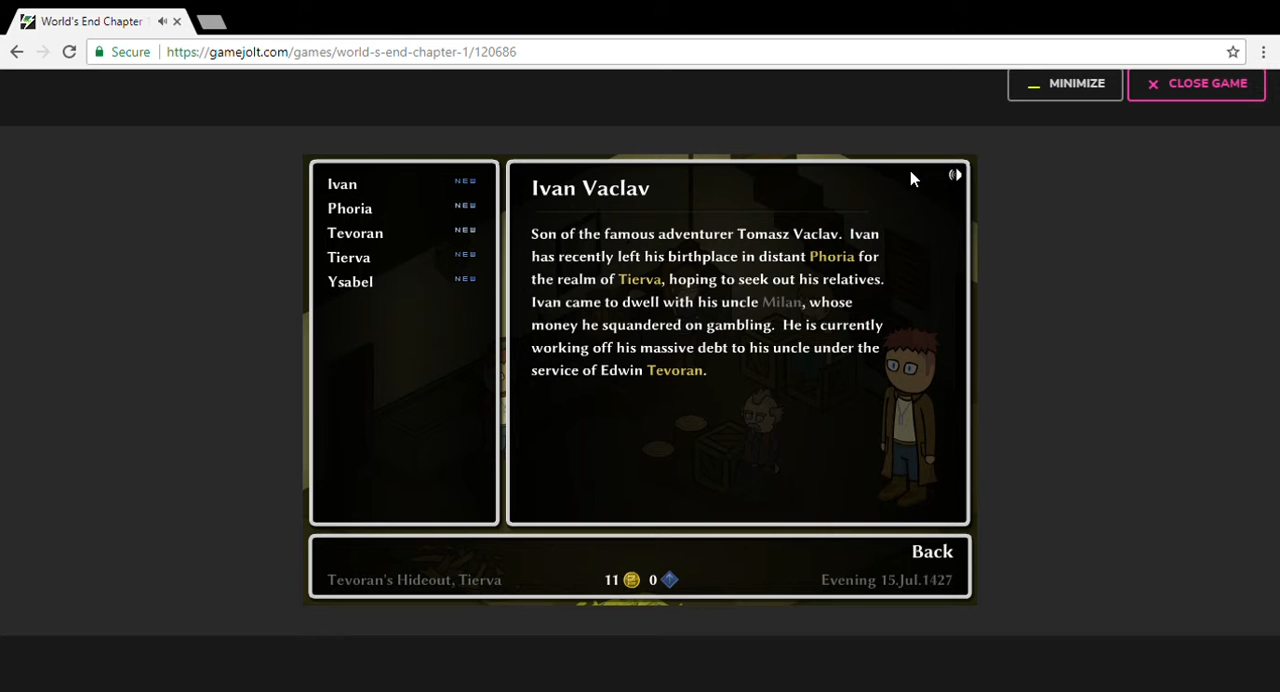 World's End Chapter
Secure https://gamejolt.com/games/world-s-end-chapter-1/120686
MINIMIZE
CLOSE GAME
Ivan NEW
Phoria NEW
Tevoran NEW
Tierva NEW
Ysabel NEW
Ivan Vaclav
Son of the famous adventurer Tomasz Vaclav. Ivan
has recently left his birthplace in distant Phoria for
the realm of Tierva, hoping to seek out his relatives.
Ivan came to dwell with his uncle Milan, whose
money he squandered on gambling. He is currently
working off his massive debt to his uncle under the
service of Edwin Tevoran.
Back
Tevoran's Hideout, Tierva
11 0
Evening 15.Jul.1427